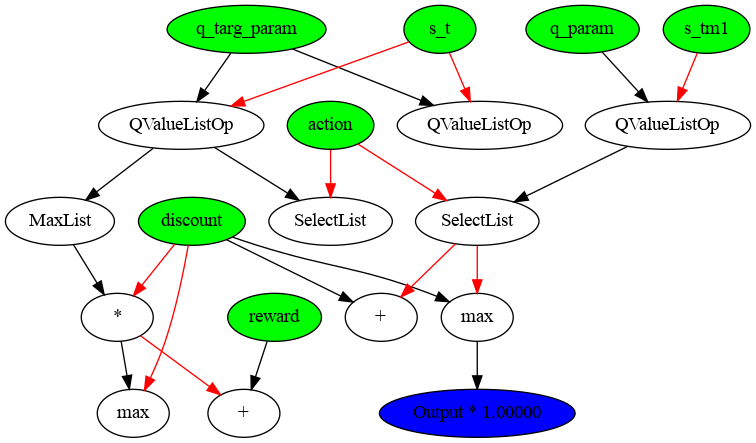 q_targ_param
s_t
q_param
s_tm1
QValueListOp
action
QValueListOp
QValueListOp
MaxList
discount
SelectList
SelectList
*
reward
+
max
max
+
Output * 1.00000